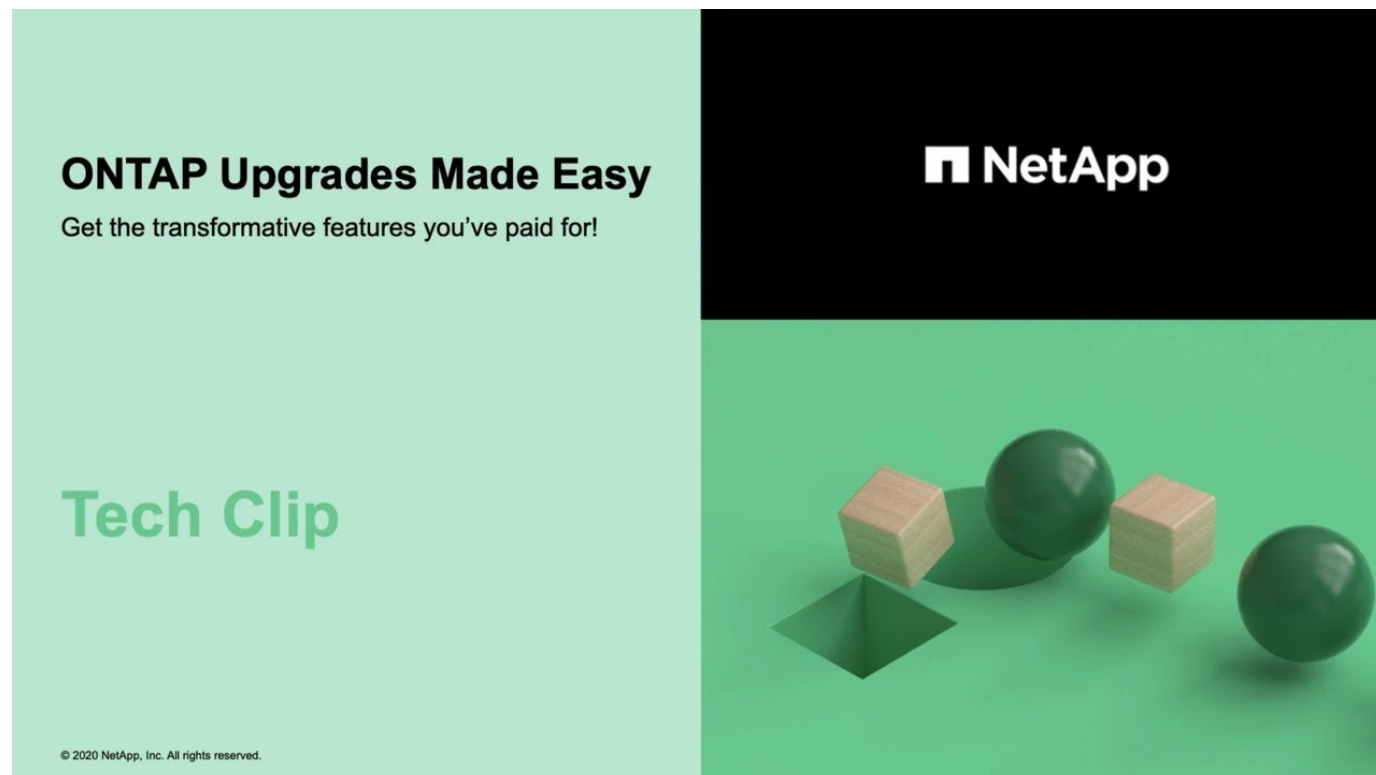 ONTAP Upgrades Made Easy
Get the transformative features you've paid for!
NetApp
Tech Clip
© 2020 NetApp, Inc. All rights reserved.